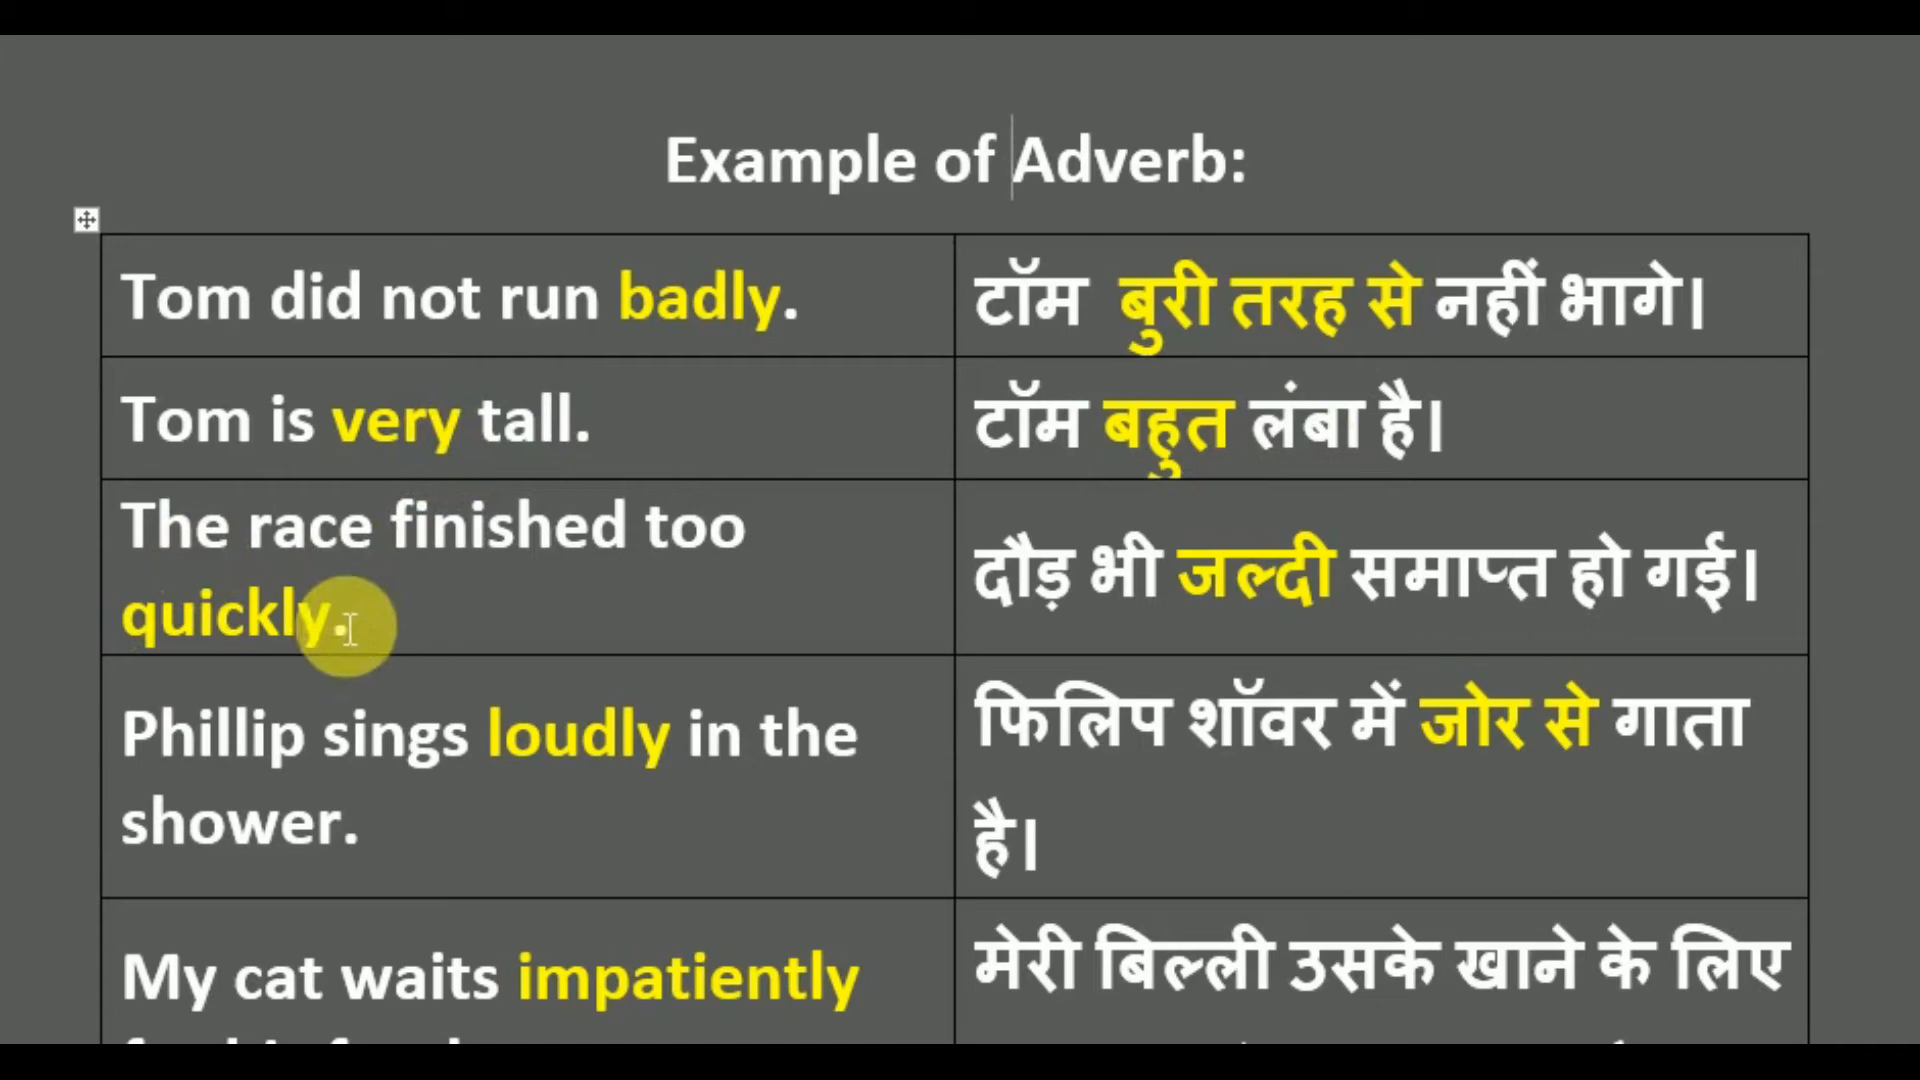 Example of Adverb:
Tom did not run badly.
टॉम बुरी तरह से नहीं भागे।
Tom is very tall.
टॉम बहुत लंबा है।
The race finished too
quickly.
दौड़ भी जल्दी समाप्त हो गई।
Phillip sings loudly in the
shower.
फिलिप शॉवर में जोर से गाता
है।
My cat waits impatiently
मेरी बिल्ली उसके खाने के लिए